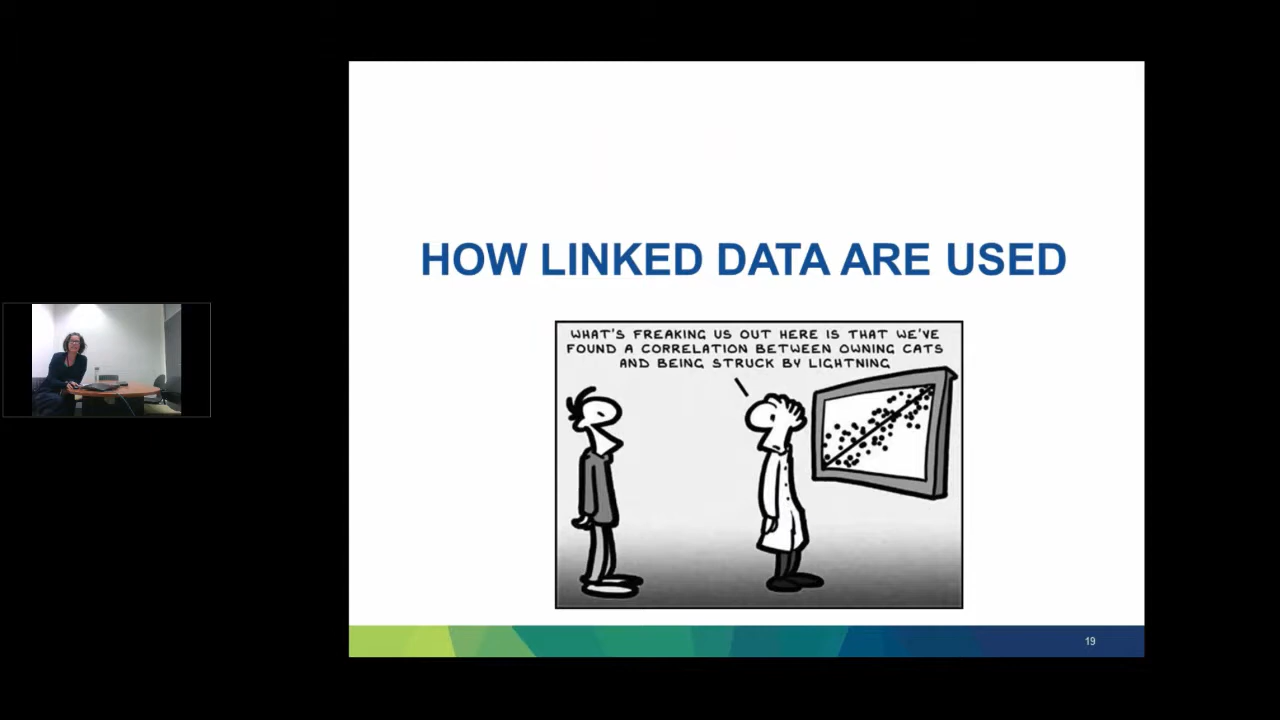 HOW LINKED DATA ARE USED
WHAT'S FREAKING US OUT HERE IS THAT WE'VE
FOUND A CORRELATION BETWEEN OWNING CATS
AND BEING STRUCK BY LIGHTNING
19